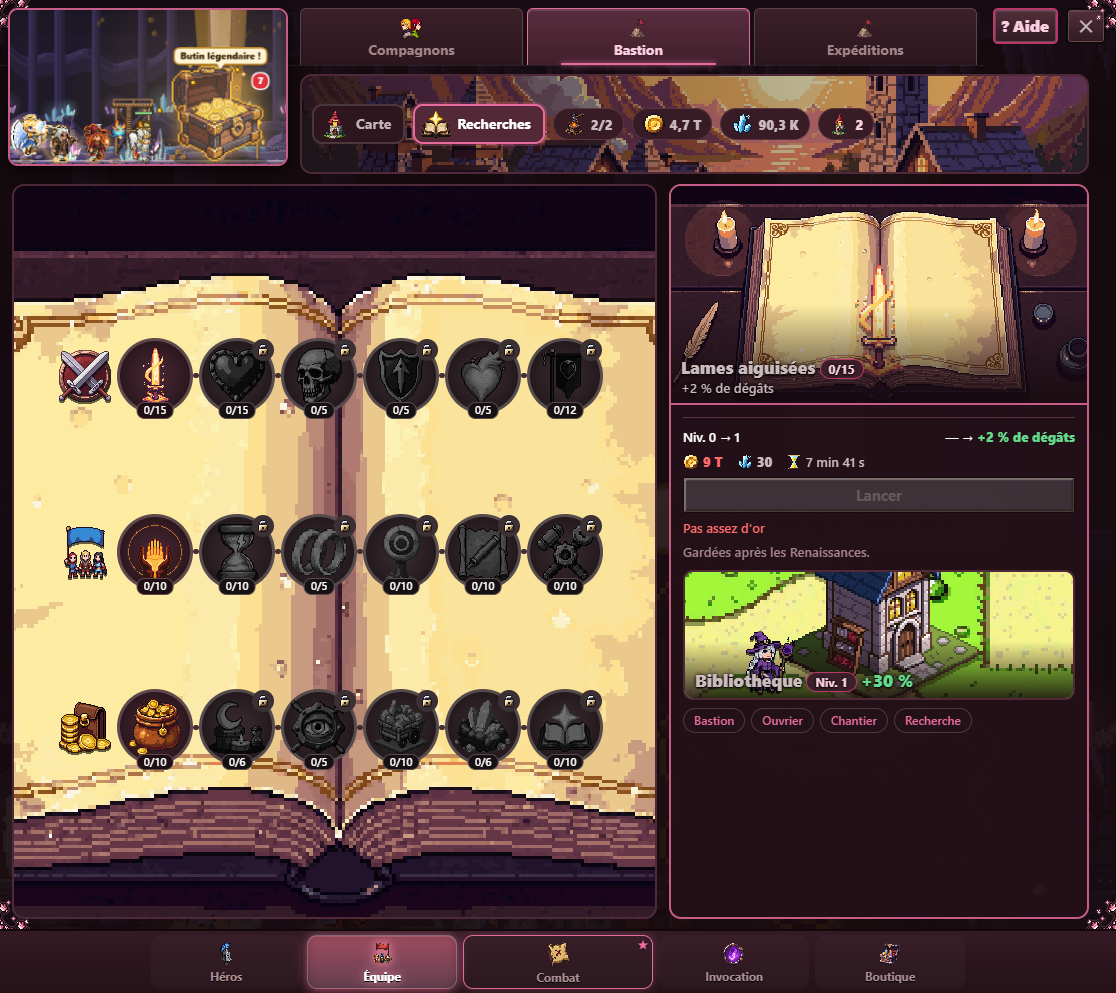 Butin légendaire !
7
Compagnons
Bastion
Expéditions
? Aide
Carte
Recherches
2/2
4,7 T
90,3 K
2
0/15
0/15
0/5
0/5
0/5
0/12
0/10
0/10
0/5
0/10
0/10
0/10
0/10
0/6
0/5
0/10
0/6
0/10
Lames aiguisées 0/15
+2 % de dégâts
Niv. 0 → 1
— → +2 % de dégâts
9 T
30
7 min 41 s
Lancer
Pas assez d'or
Gardées après les Renaissances.
Bibliothèque Niv. 1 +30 %
Bastion
Ouvrier
Chantier
Recherche
Héros
Équipe
Combat
Invocation
Boutique